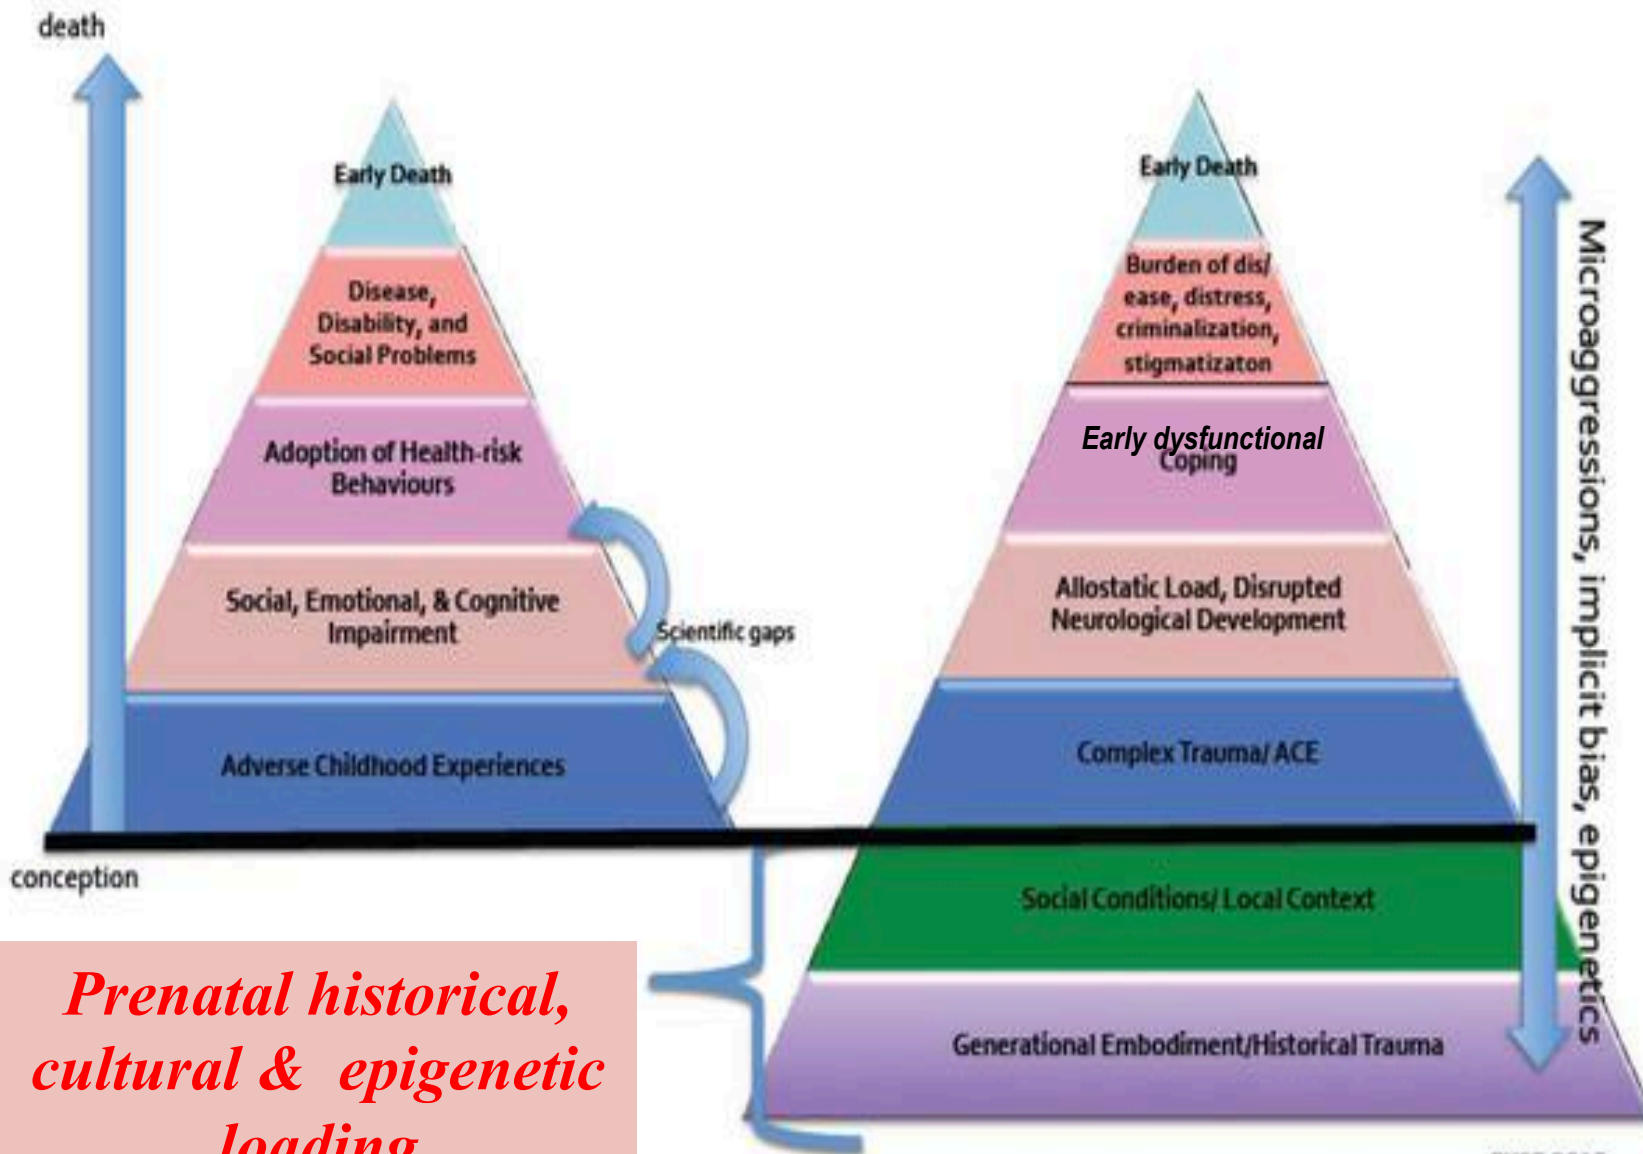 death
Early Death
Disease,
Disability, and
Social Problems
Adoption of Health-risk
Behaviours
Social, Emotional, & Cognitive
Impairment
Scientific gaps
Adverse Childhood Experiences
conception
Early Death
Burden of dis/
ease, distress,
criminalization,
stigmatizaton
Early dysfunctional
Coping
Allostatic Load, Disrupted
Neurological Development
Complex Trauma/ ACE
Social Conditions/ Local Context
Generational Embodiment/Historical Trauma
Microaggressions, implicit bias, epigenetics
Prenatal historical,
cultural & epigenetic
loading